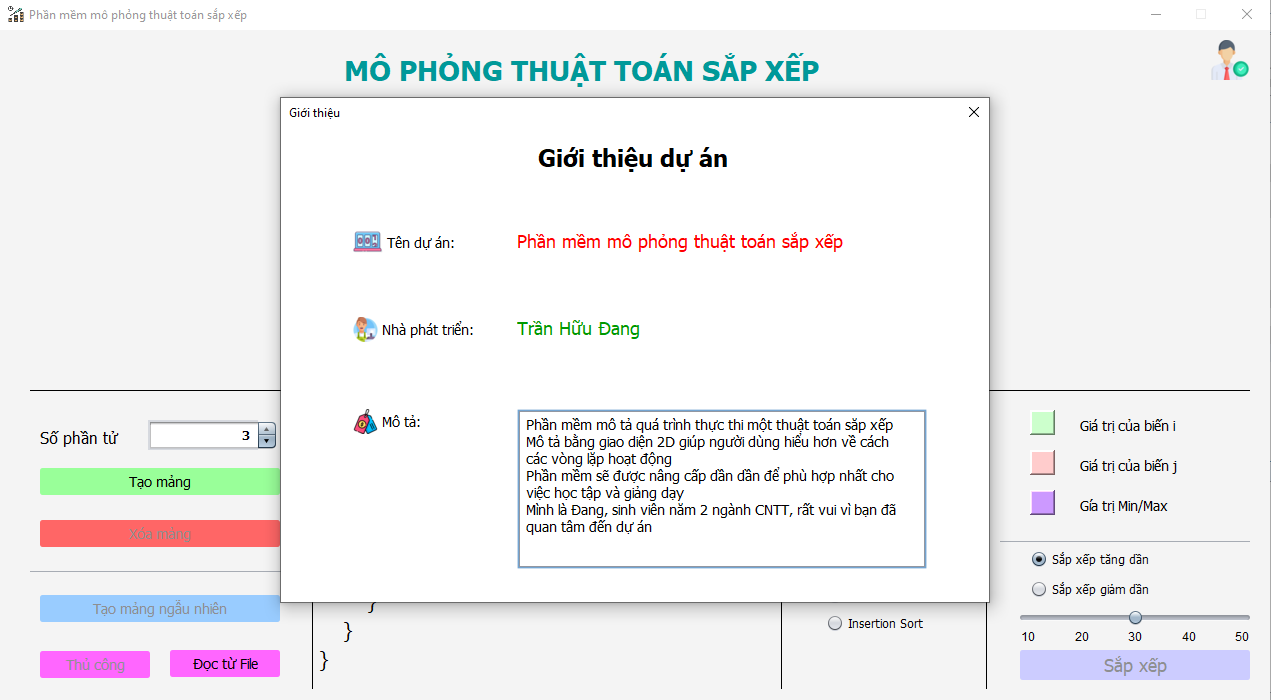 Phần mềm mô phỏng thuật toán sắp xếp
MÔ PHỎNG THUẬT TOÁN SẮP XẾP
Giới thiệu
Giới thiệu dự án
Tên dự án:
Phần mềm mô phỏng thuật toán sắp xếp
Nhà phát triển:
Trần Hữu Đang
Mô tả:
Phần mềm mô tả quá trình thực thi một thuật toán sắp xếp
Mô tả bằng giao diện 2D giúp người dùng hiểu hơn về cách
các vòng lặp hoạt động
Phần mềm sẽ được nâng cấp dần dần để phù hợp nhất cho
việc học tập và giảng dạy
Mình là Đang, sinh viên năm 2 ngành CNTT, rất vui vì bạn đã
quan tâm đến dự án
Số phần tử
3
Tạo mảng
Xóa mảng
Tạo mảng ngẫu nhiên
Thủ công
Đọc từ File
}
}
}
Insertion Sort
Giá trị của biến i
Giá trị của biến j
Gía trị Min/Max
Sắp xếp tăng dần
Sắp xếp giảm dần
10 20 30 40 50
Sắp xếp